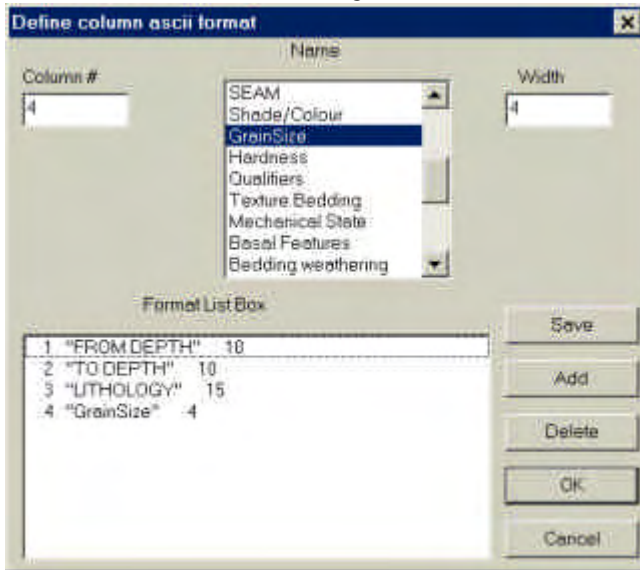 Define column ascii format
Name
Column #
Width
4
4
SEAM
Shade/Colour
GrainSize
Hardness
Qualifiers
Texture Bedding
Mechanical State
Basal Features
Bedding weathering
Format List Box
1 "FROM DEPTH" 10
2 "TO DEPTH" 10
3 "LITHOLOGY" 15
4 "GrainSize" 4
Save
Add
Delete
OK
Cancel